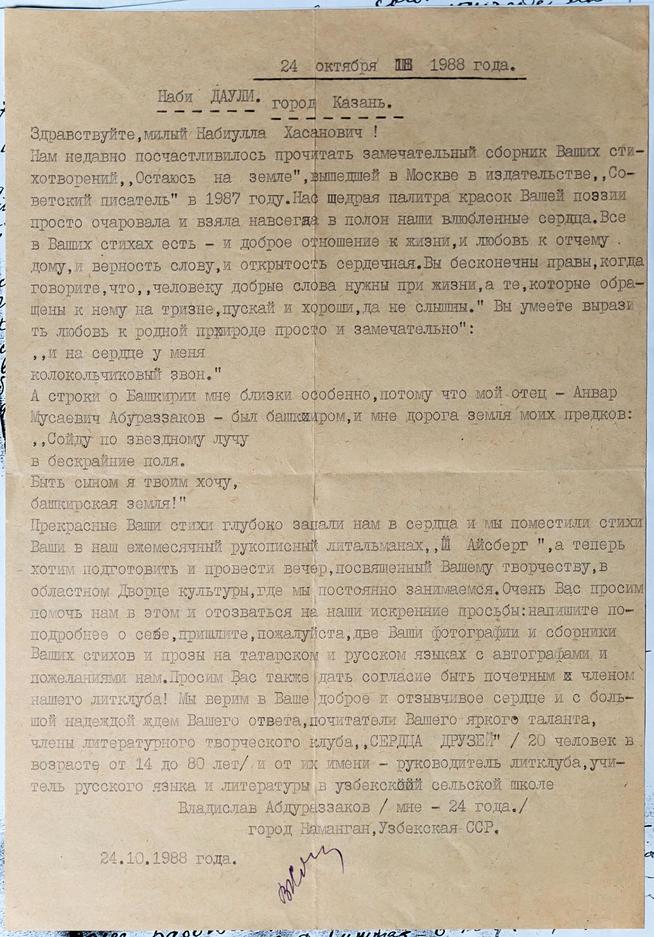 24 октября 1988 года.
Наби ДАУЛИ. город Казань.
Здравствуйте,милый Набиулла Хасанович !
Нам недавно посчастливилось прочитать замечательный сборник Ваших сти-
хотворений,,Остаюсь на земле",вышедшей в Москве в издательстве,,Со-
ветский писатель" в 1987 году.Нас щедрая палитра красок Вашей поэзии
просто очаровала и взяла навсегда в полон наши влюбленные сердца.Все
в Ваших стихах есть - и доброе отношение к жизни,и любовь к отчему .
дому,и верность слову,и открытость сердечная.Вы бесконечны правы,когда
говорите,что,,человеку добрые слова нужны при жизни,а те,которые обра-
щены к нему на тризне,пускай и хороши,да не слышны." Вы умеете вырази
ть любовь к родной природе просто и замечательно":
,,и на сердце у меня
колокольчиковый звон."
А строки о Башкирии мне близки особенно,потому что мой отец - Анвар
Мусаевич Абураззаков - был башкиром,и мне дорога земля моих предков:
,,Сойду по звездному лучу
в бескрайние поля.
Быть сыном я твоим хочу,
башкирская земля!"
Прекрасные Ваши стихи глубоко запали нам в сердца и мы поместили стихи
Ваши в наш ежемесячный рукописный литальманах,, Айсберг ",а теперь
хотим подготовить и провести вечер,посвященный Вашему творчеству,в
областном Дворце культуры,где мы постоянно занимаемся.Очень Вас просим
помочь нам в этом и отозваться на наши искренние просьбы:напишите по-
подробнее о себе,пришлите,пожалуйста,две Ваши фотографии и сборники
Ваших стихов и прозы на татарском и русском языках с автографами и
пожеланиями нам.Просим Вас также дать согласие быть почетным членом
нашего литклуба! Мы верим в Ваше доброе и отзывчивое сердце и с боль-
шой надеждой ждем Вашего ответа,почитатели Вашего яркого таланта,
члены литературного творческого клуба,,СЕРДЦА ДРУЗЕЙ" / 20 человек в
возрасте от 14 до 80 лет/ и от их имени - руководитель литклуба,учи-
тель русского языка и литературы в узбекской сельской школе
Владислав Абдураззаков / мне - 24 года./
город Наманган,Узбекская ССР.
24.10.1988 года.